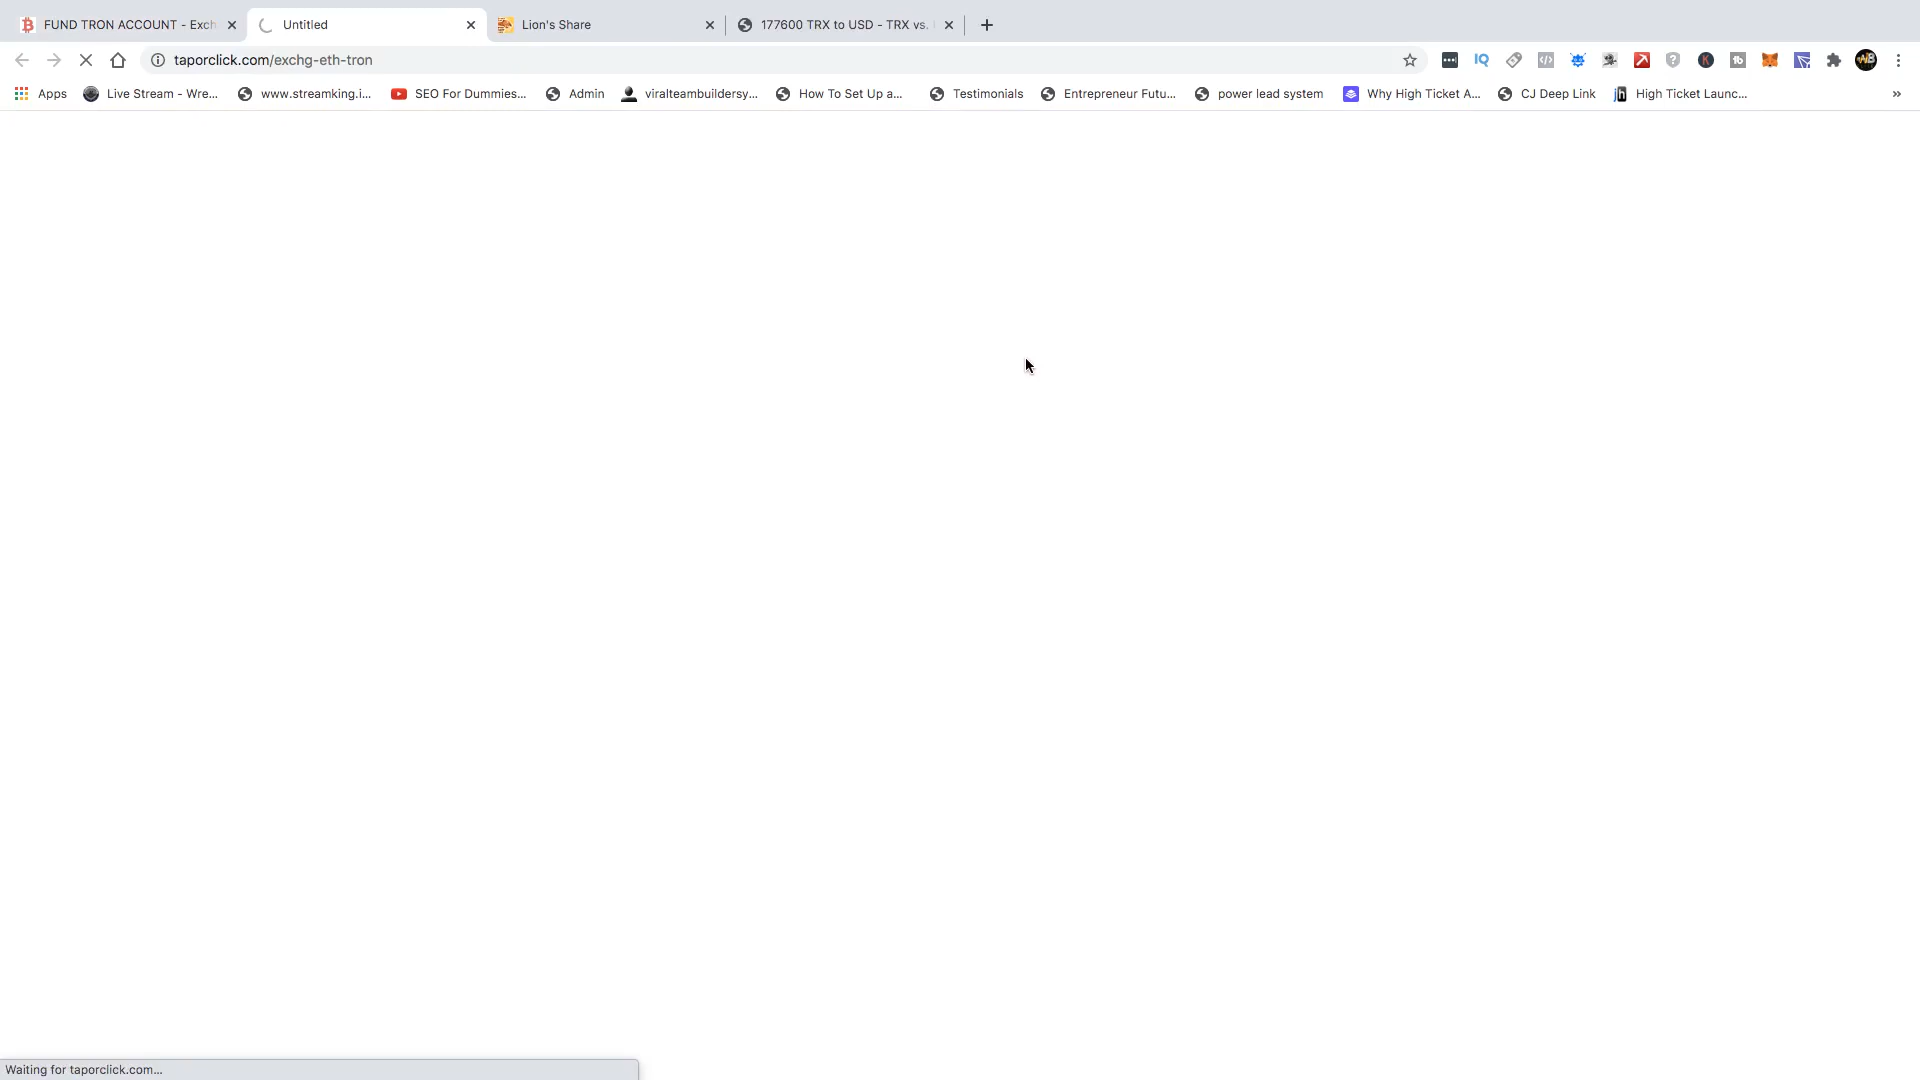 FUND TRON ACCOUNT - Exch
Untitled
Lion's Share
177600 TRX to USD - TRX vs.
taporclick.com/exchg-eth-tron
IQ
Apps
Live Stream - Wre...
www.streamking.i...
SEO For Dummies...
Admin
viralteambuildersy...
How To Set Up a...
Testimonials
Entrepreneur Futu...
power lead system
Why High Ticket A...
CJ Deep Link
High Ticket Launc...
Waiting for taporclick.com...